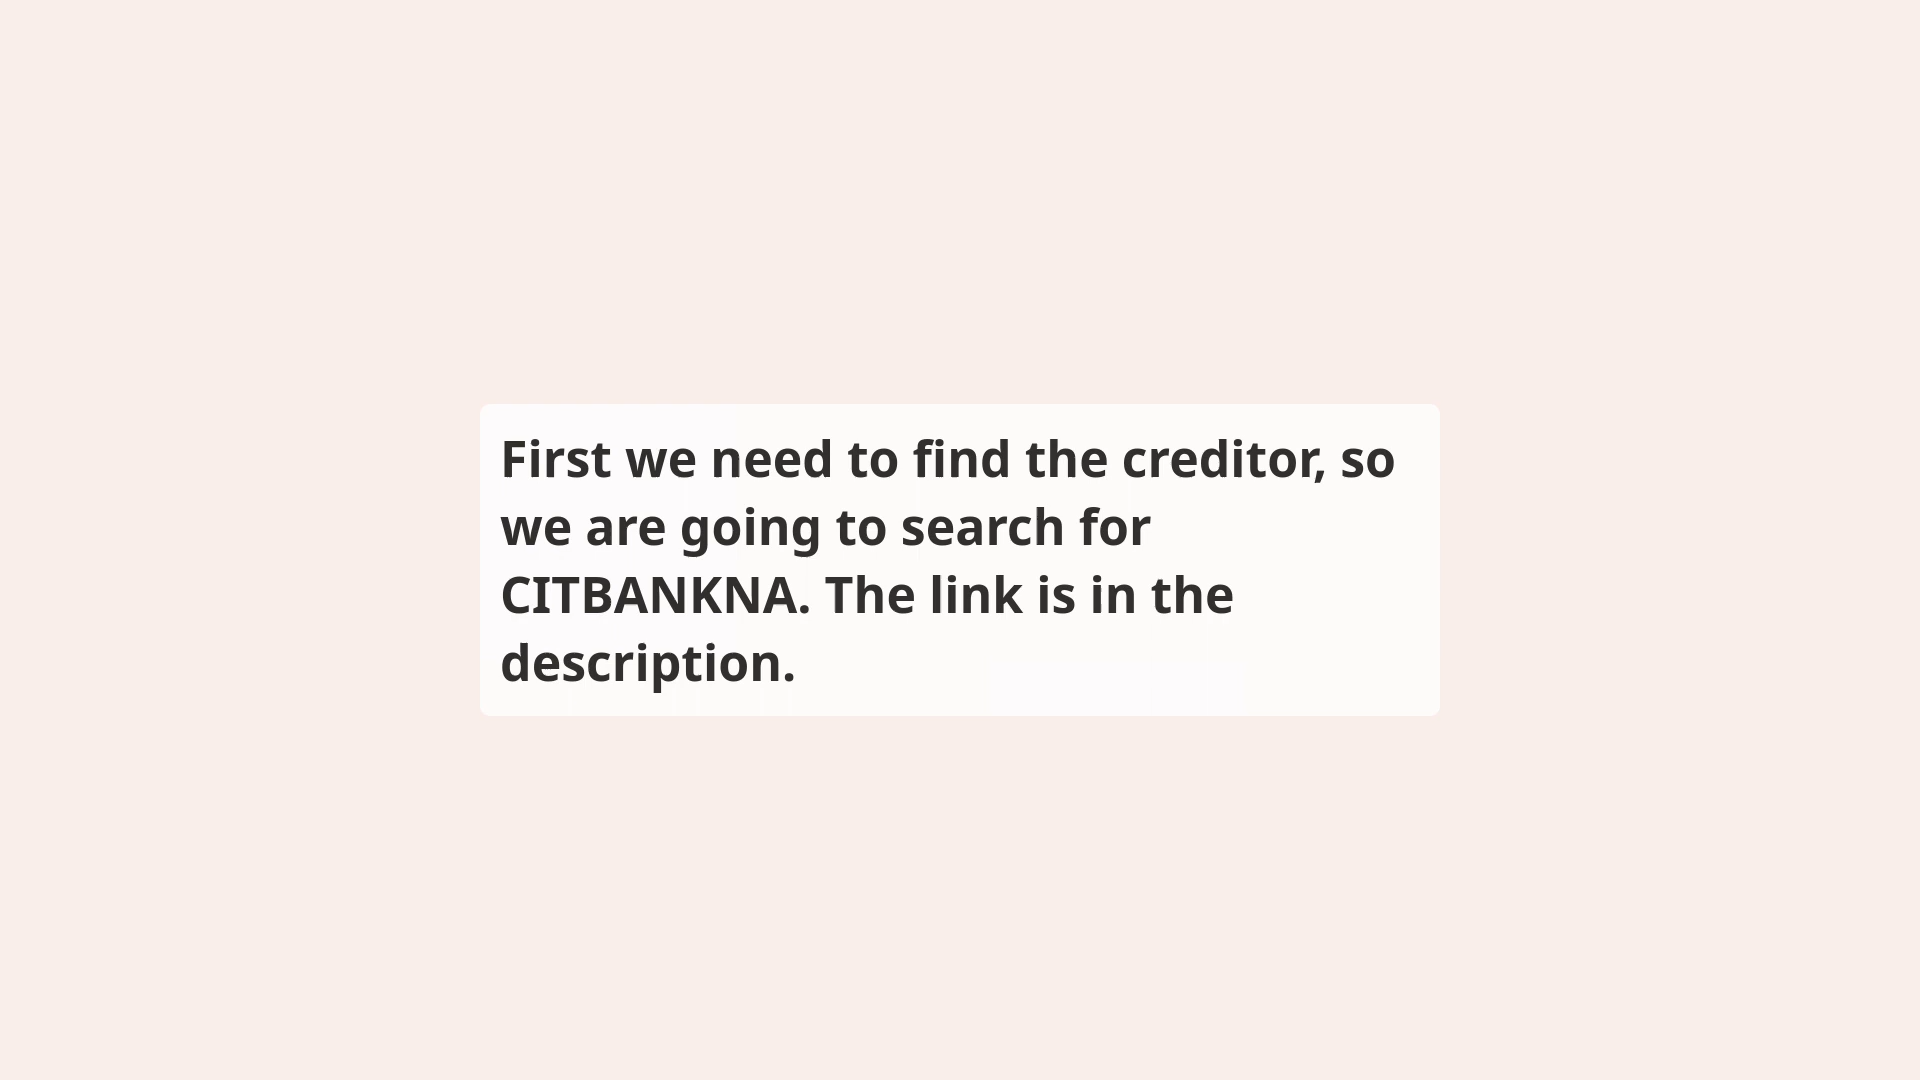 First we need to find the creditor, so
we are going to search for
CITBANKNA. The link is in the
description.